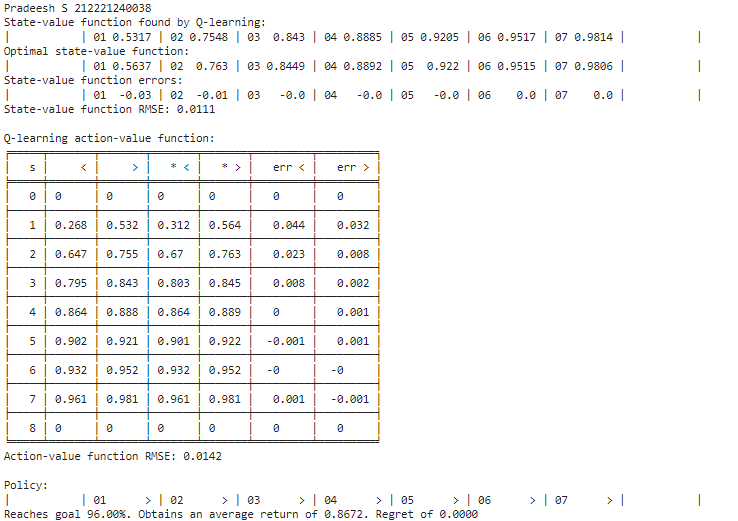 Pradeesh S 212221240038
State-value function found by Q-learning:
|           | 01 0.5317 | 02 0.7548 | 03  0.843 | 04 0.8885 | 05 0.9205 | 06 0.9517 | 07 0.9814 |           |
Optimal state-value function:
|           | 01 0.5637 | 02  0.763 | 03 0.8449 | 04 0.8892 | 05  0.922 | 06 0.9515 | 07 0.9806 |           |
State-value function errors:
|           | 01  -0.03 | 02  -0.01 | 03   -0.0 | 04   -0.0 | 05   -0.0 | 06    0.0 | 07    0.0 |           |
State-value function RMSE: 0.0111
Q-learning action-value function:
s | < | > | * < | * > | err < | err >
0 | 0 | 0 | 0 | 0 | 0 | 0
1 | 0.268 | 0.532 | 0.312 | 0.564 | 0.044 | 0.032
2 | 0.647 | 0.755 | 0.67 | 0.763 | 0.023 | 0.008
3 | 0.795 | 0.843 | 0.803 | 0.845 | 0.008 | 0.002
4 | 0.864 | 0.888 | 0.864 | 0.889 | 0 | 0.001
5 | 0.902 | 0.921 | 0.901 | 0.922 | -0.001 | 0.001
6 | 0.932 | 0.952 | 0.932 | 0.952 | -0 | -0
7 | 0.961 | 0.981 | 0.961 | 0.981 | 0.001 | -0.001
8 | 0 | 0 | 0 | 0 | 0 | 0
Action-value function RMSE: 0.0142
Policy:
|           | 01      > | 02      > | 03      > | 04      > | 05      > | 06      > | 07      > |           |
Reaches goal 96.00%. Obtains an average return of 0.8672. Regret of 0.0000